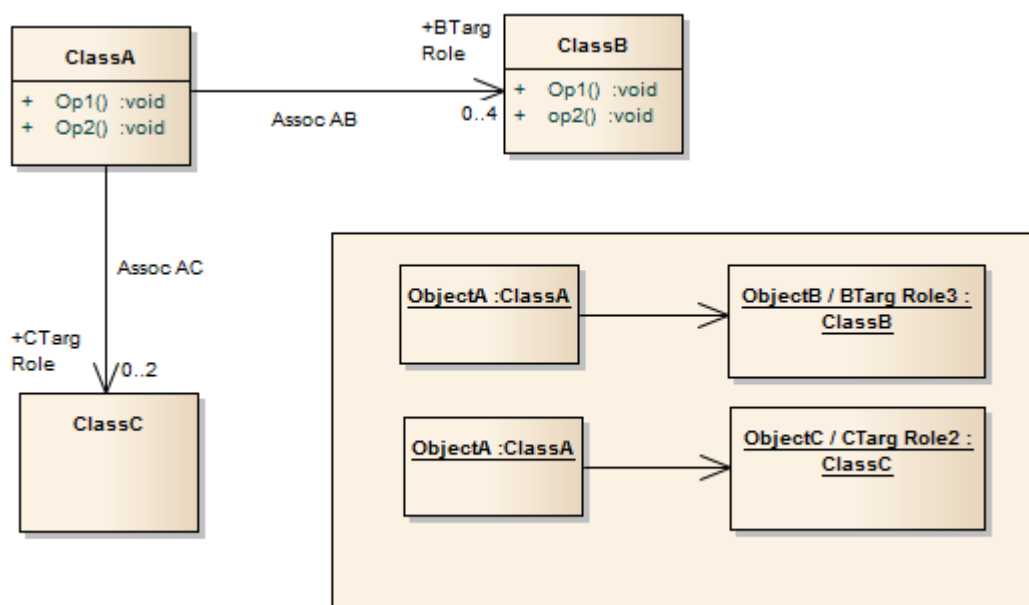 ClassA
+ Op1() :void
+ Op2() :void
+BTarg
Role
Assoc AB
0..4
ClassB
+ Op1() :void
+ op2() :void
Assoc AC
+CTarg
Role
0..2
ClassC
ObjectA :ClassA
ObjectB / BTarg Role3 :
ClassB
ObjectA :ClassA
ObjectC / CTarg Role2 :
ClassC